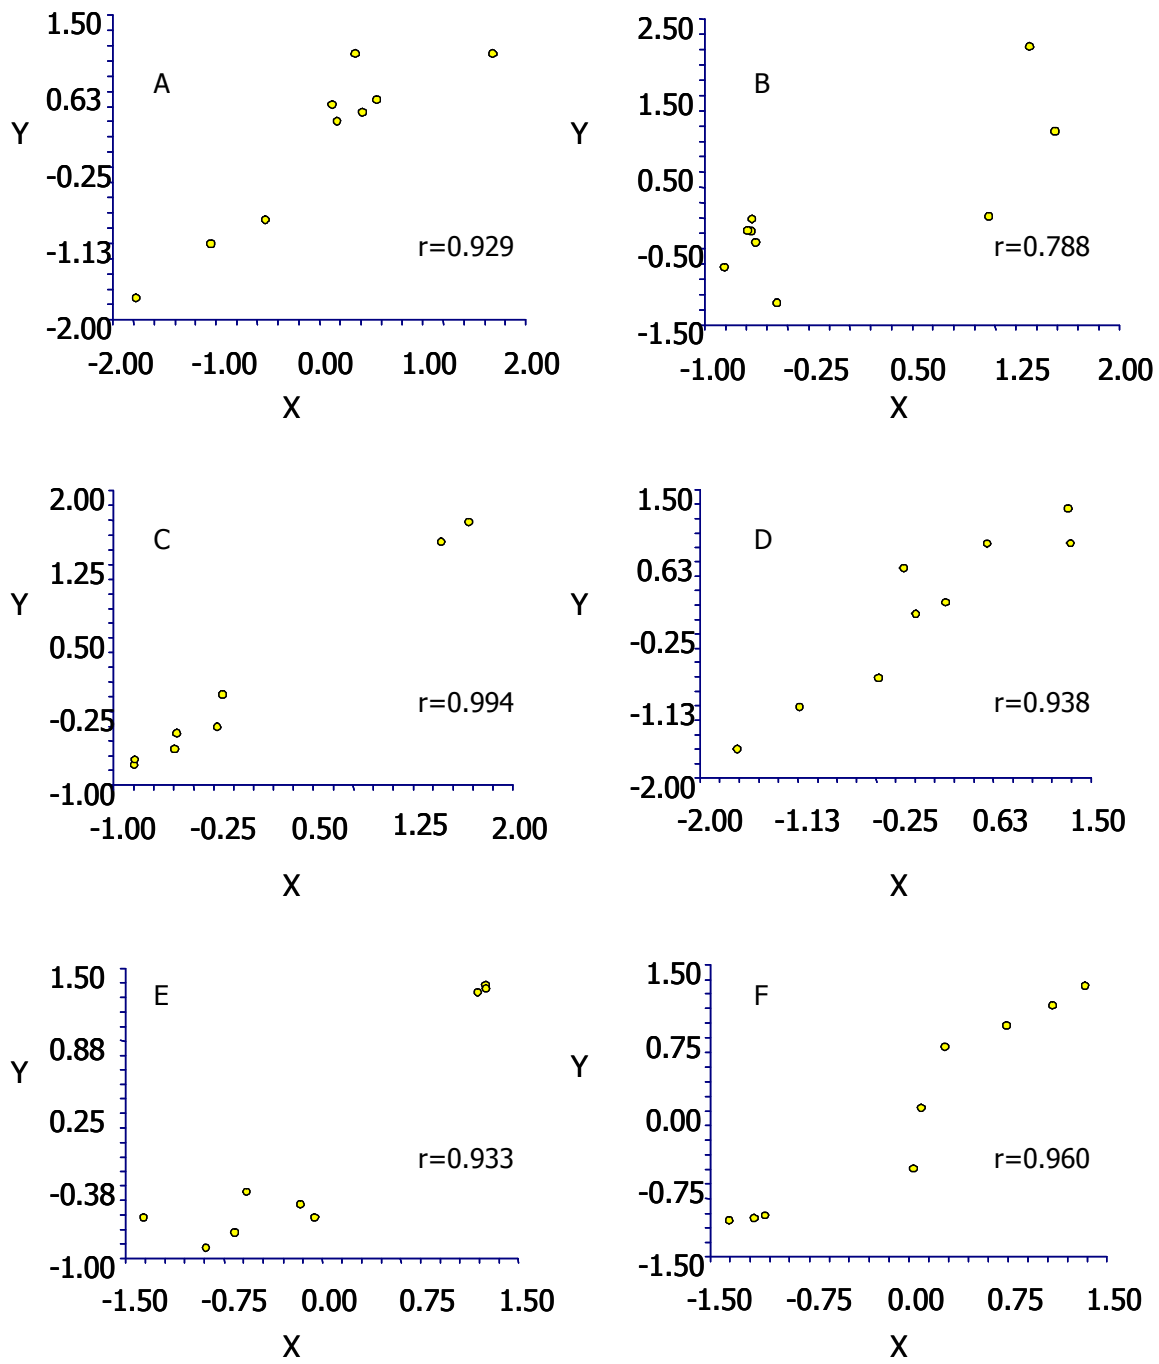 1.50
A
0.63
Y
-0.25
r=0.929
-1.13
-2.00
-2.00 -1.00 0.00 1.00 2.00
X
2.50
B
1.50
Y
0.50
r=0.788
-0.50
-1.50
-1.00 -0.25 0.50 1.25 2.00
X
2.00
C
1.25
Y
0.50
r=0.994
-0.25
-1.00
-1.00 -0.25 0.50 1.25 2.00
X
1.50
D
0.63
Y
-0.25
r=0.938
-1.13
-2.00
-2.00 -1.13 -0.25 0.63 1.50
X
1.50
E
0.88
Y
0.25
r=0.933
-0.38
-1.00
-1.50 -0.75 0.00 0.75 1.50
X
1.50
F
0.75
Y
0.00
r=0.960
-0.75
-1.50
-1.50 -0.75 0.00 0.75 1.50
X